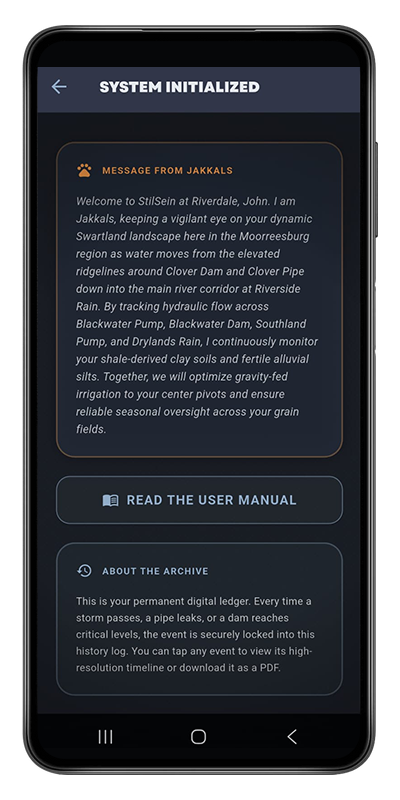 SYSTEM INITIALIZED
MESSAGE FROM JAKKALS
Welcome to StilSein at Riverdale, John. I am
Jakkals, keeping a vigilant eye on your dynamic
Swartland landscape here in the Moorreesburg
region as water moves from the elevated
ridgelines around Clover Dam and Clover Pipe
down into the main river corridor at Riverside
Rain. By tracking hydraulic flow across
Blackwater Pump, Blackwater Dam, Southland
Pump, and Drylands Rain, I continuously monitor
your shale-derived clay soils and fertile alluvial
silts. Together, we will optimize gravity-fed
irrigation to your center pivots and ensure
reliable seasonal oversight across your grain
fields.
READ THE USER MANUAL
ABOUT THE ARCHIVE
This is your permanent digital ledger. Every time a
storm passes, a pipe leaks, or a dam reaches
critical levels, the event is securely locked into this
history log. You can tap any event to view its high-
resolution timeline or download it as a PDF.